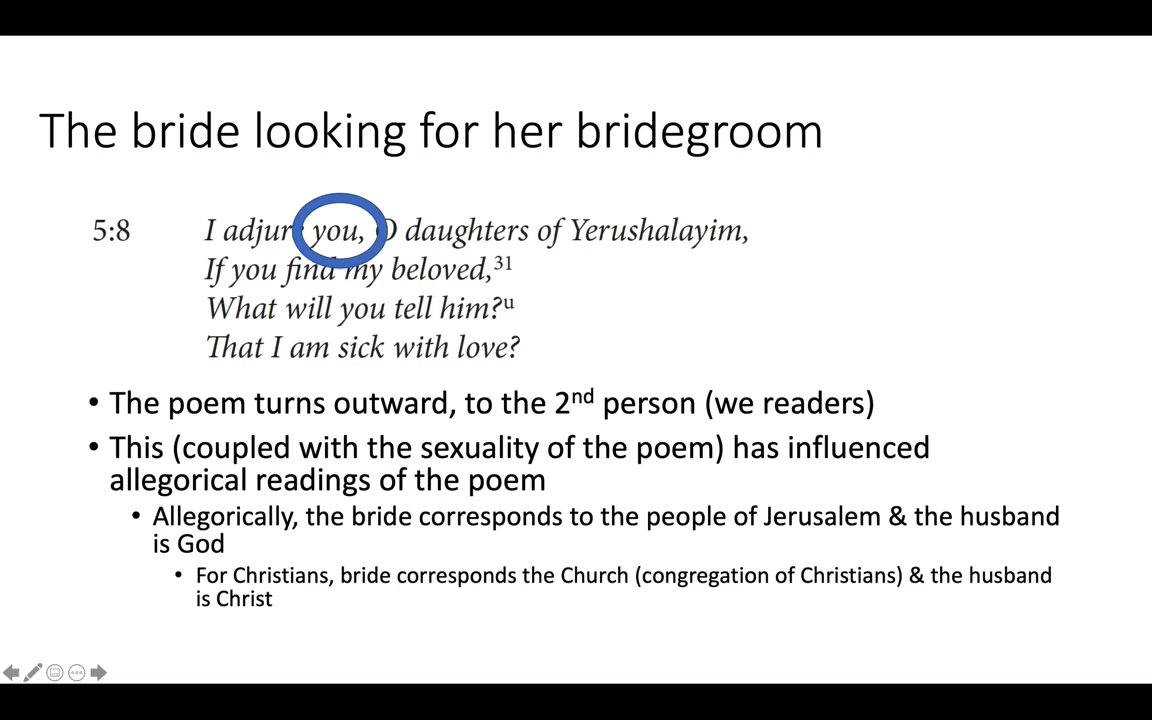 The bride looking for her bridegroom
5:8 I adjure you, O daughters of Yerushalayim,
If you find my beloved,31
What will you tell him?u
That I am sick with love?
• The poem turns outward, to the 2nd person (we readers)
• This (coupled with the sexuality of the poem) has influenced
allegorical readings of the poem
• Allegorically, the bride corresponds to the people of Jerusalem & the husband
is God
• For Christians, bride corresponds the Church (congregation of Christians) & the husband
is Christ